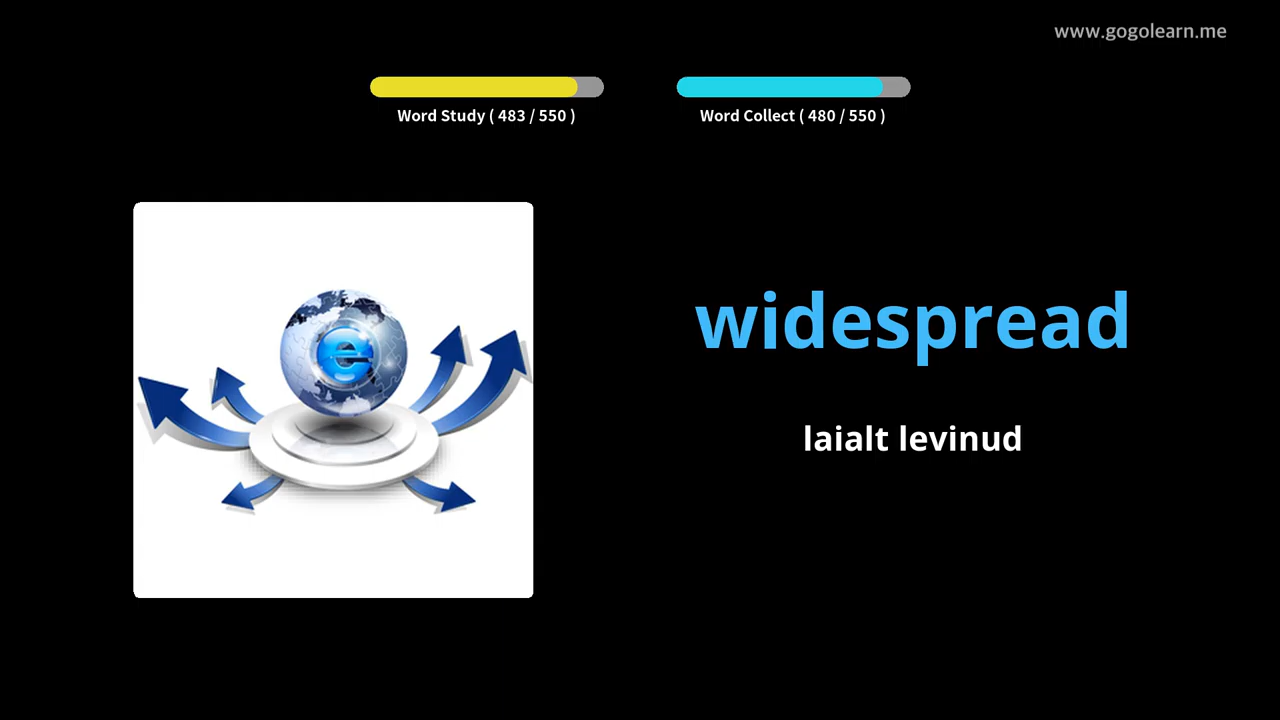 www.gogolearn.me
Word Study ( 483 / 550 )
Word Collect ( 480 / 550 )
e
widespread
laialt levinud